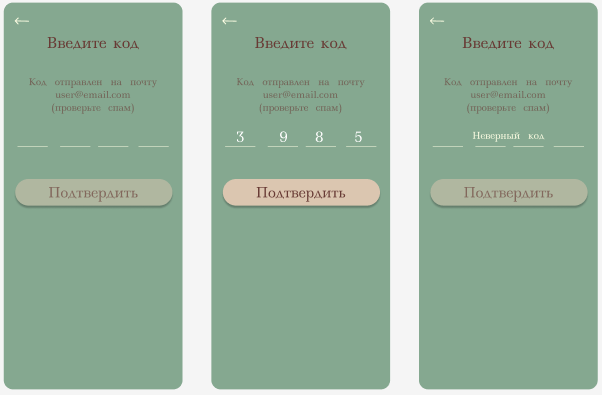 Введите код
Код отправлен на почту
user@email.com
(проверьте спам)
Подтвердить
Введите код
Код отправлен на почту
user@email.com
(проверьте спам)
3 9 8 5
Подтвердить
Введите код
Код отправлен на почту
user@email.com
(проверьте спам)
Неверный код
Подтвердить